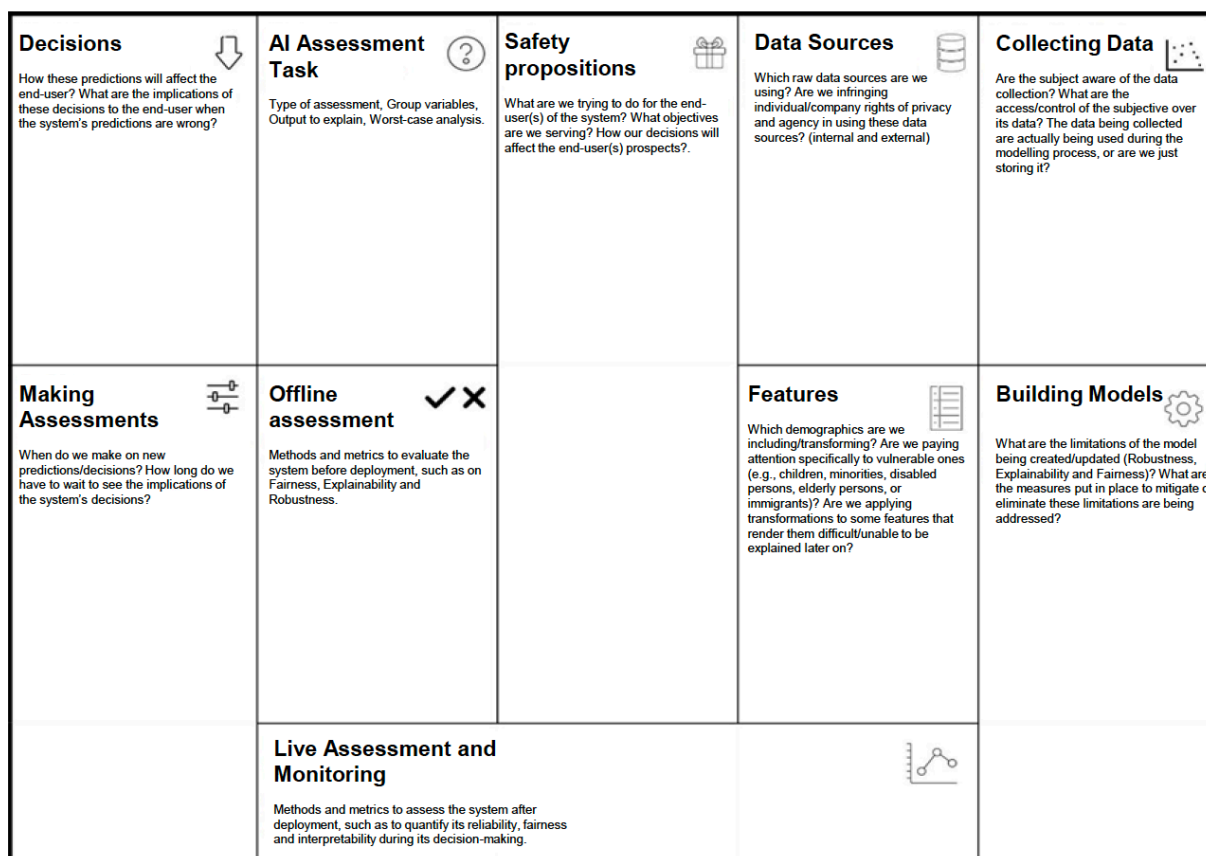 Decisions
How these predictions will affect the
end-user? What are the implications of
these decisions to the end-user when
the system's predictions are wrong?
AI Assessment
Task
Type of assessment, Group variables,
Output to explain, Worst-case analysis.
Safety
propositions
What are we trying to do for the end-
user(s) of the system? What objectives
are we serving? How our decisions will
affect the end-user(s) prospects?.
Data Sources
Which raw data sources are we
using? Are we infringing
individual/company rights of privacy
and agency in using these data
sources? (internal and external)
Collecting Data
Are the subject aware of the data
collection? What are the
access/control of the subjective over
its data? The data being collected
are actually being used during the
modelling process, or are we just
storing it?
Making
Assessments
When do we make on new
predictions/decisions? How long do we
have to wait to see the implications of
the system's decisions?
Offline
assessment
Methods and metrics to evaluate the
system before deployment, such as on
Fairness, Explainability and
Robustness.
Features
Which demographics are we
including/transforming? Are we paying
attention specifically to vulnerable ones
(e.g., children, minorities, disabled
persons, elderly persons, or
immigrants)? Are we applying
transformations to some features that
render them difficult/unable to be
explained later on?
Building Models
What are the limitations of the model
being created/updated (Robustness,
Explainability and Fairness)? What are
the measures put in place to mitigate
eliminate these limitations are being
addressed?
Live Assessment and
Monitoring
Methods and metrics to assess the system after
deployment, such as to quantify its reliability, fairness
and interpretability during its decision-making.